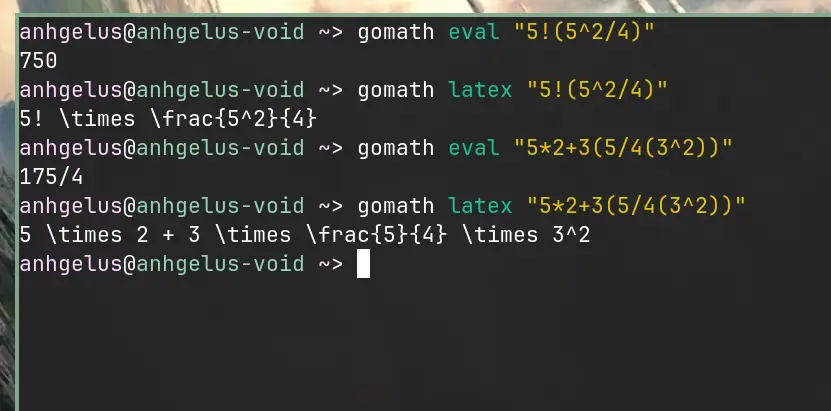 anhgelus@anhgelus-void ~> gomath eval "5!(5^2/4)"
750
anhgelus@anhgelus-void ~> gomath latex "5!(5^2/4)"
5! \times \frac{5^2}{4}
anhgelus@anhgelus-void ~> gomath eval "5*2+3(5/4(3^2))"
175/4
anhgelus@anhgelus-void ~> gomath latex "5*2+3(5/4(3^2))"
5 \times 2 + 3 \times \frac{5}{4} \times 3^2
anhgelus@anhgelus-void ~>